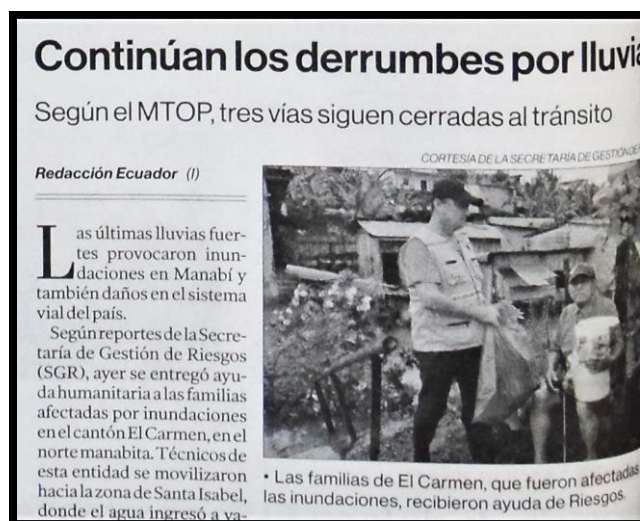 Continúan los derrumbes por lluvia
Según el MTOP, tres vías siguen cerradas al tránsito
CORTESÍA DE LA SECRETARÍA DE GESTIÓN DE
Redacción Ecuador (I)
Las últimas lluvias fuer-
tes provocaron inun-
daciones en Manabí y
también daños en el sistema
vial del país.
Según reportes de la Secre-
taría de Gestión de Riesgos
(SGR), ayer se entregó ayu-
da humanitaria a las familias
afectadas por inundaciones
en el cantón El Carmen, en el
norte manabita. Técnicos de
esta entidad se movilizaron
hacia la zona de Santa Isabel,
donde el agua ingresó a va-
• Las familias de El Carmen, que fueron afectadas
las inundaciones, recibieron ayuda de Riesgos.